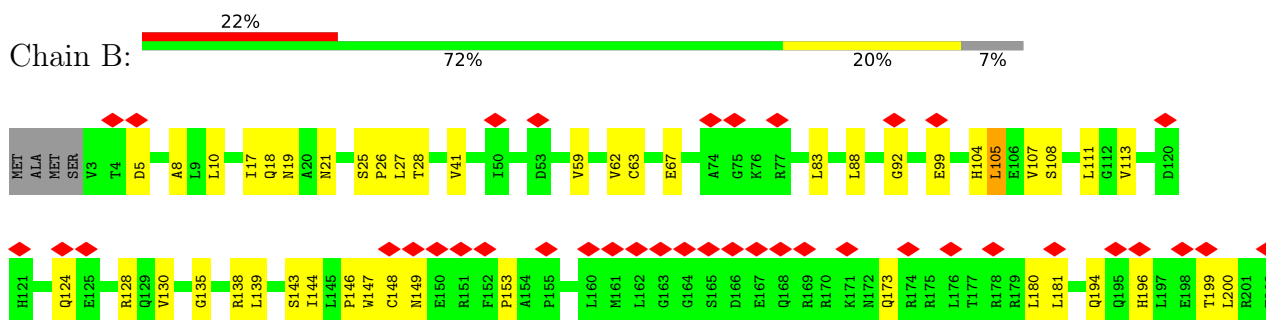 22%
Chain B:
72% 20% 7%
MET ALA MET SER V3 T4 D5 A8 L9 L10 I17 Q18 N19 A20 N21 S25 P26 L27 T28 V41 I50 D53 V59 V62 C63 E67 A74 G75 K76 R77 L83 L88 G92 E99 H104 L105 E106 V107 S108 L111 G112 V113 D120
H121 Q124 E125 R128 Q129 V130 G135 R138 L139 S143 I144 L145 P146 W147 C148 N149 E150 R151 F152 P153 A154 P155 L160 M161 L162 G163 G164 S165 D166 E167 Q168 R169 R170 K171 N172 Q173 R174 R175 L176 T177 R178 R179 L180 L181 Q194 Q195 H196 L197 E198 T199 L200 R201